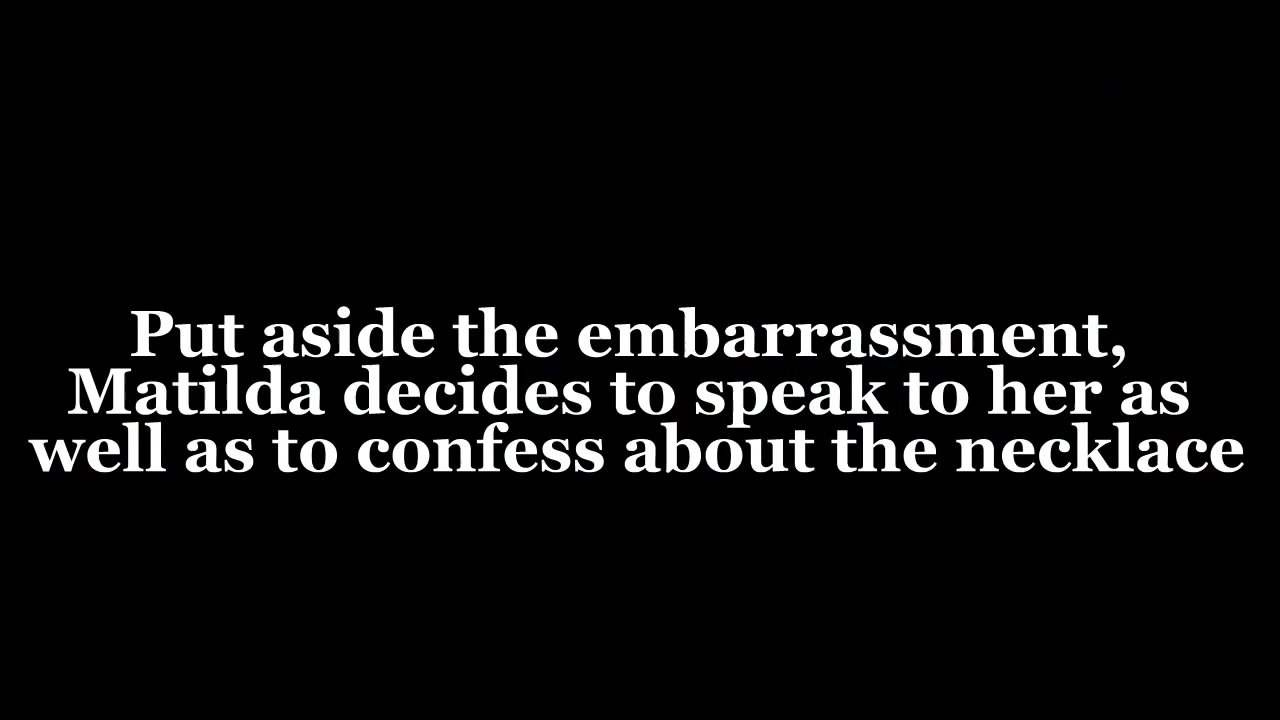 Put aside the embarrassment,
Matilda decides to speak to her as
well as to confess about the necklace